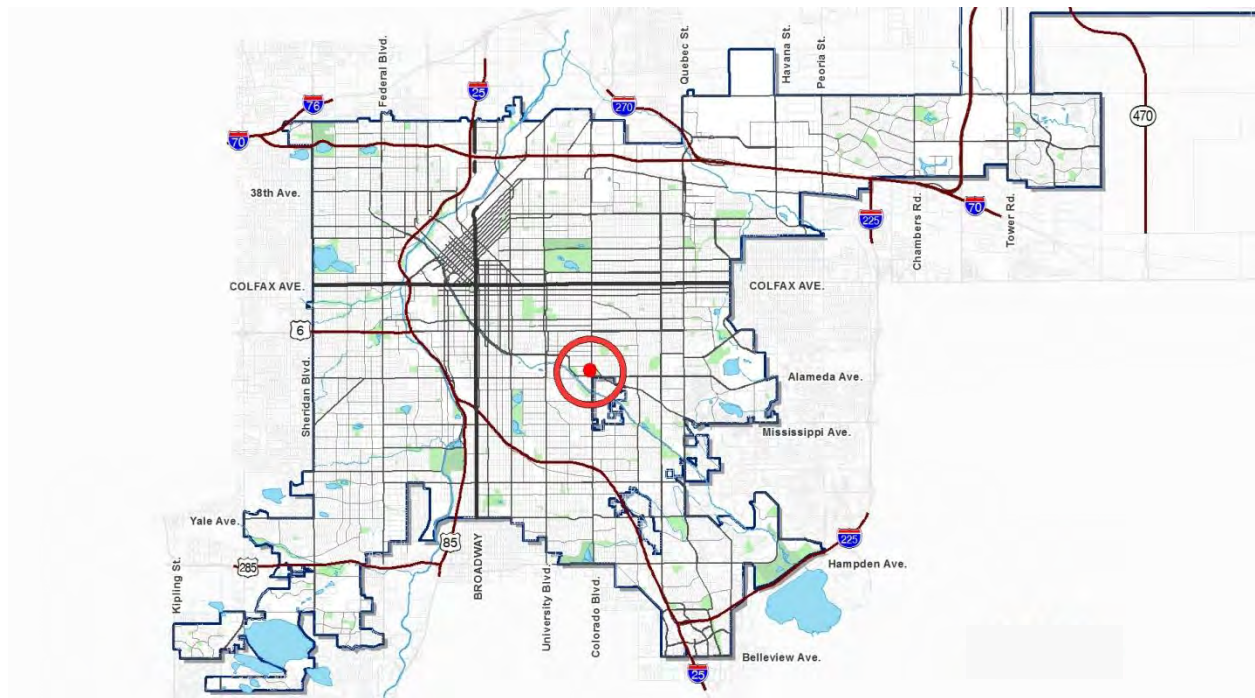 Federal Blvd.
Quebec St.
Havana St.
Peoria St.
76
25
270
70
470
38th Ave.
225
Chambers Rd.
70
Tower Rd.
COLFAX AVE.
COLFAX AVE.
6
Sheridan Blvd.
Alameda Ave.
Mississippi Ave.
Yale Ave.
85
225
285
Kipling St.
BROADWAY
University Blvd.
Colorado Blvd.
Hampden Ave.
Belleview Ave.
25